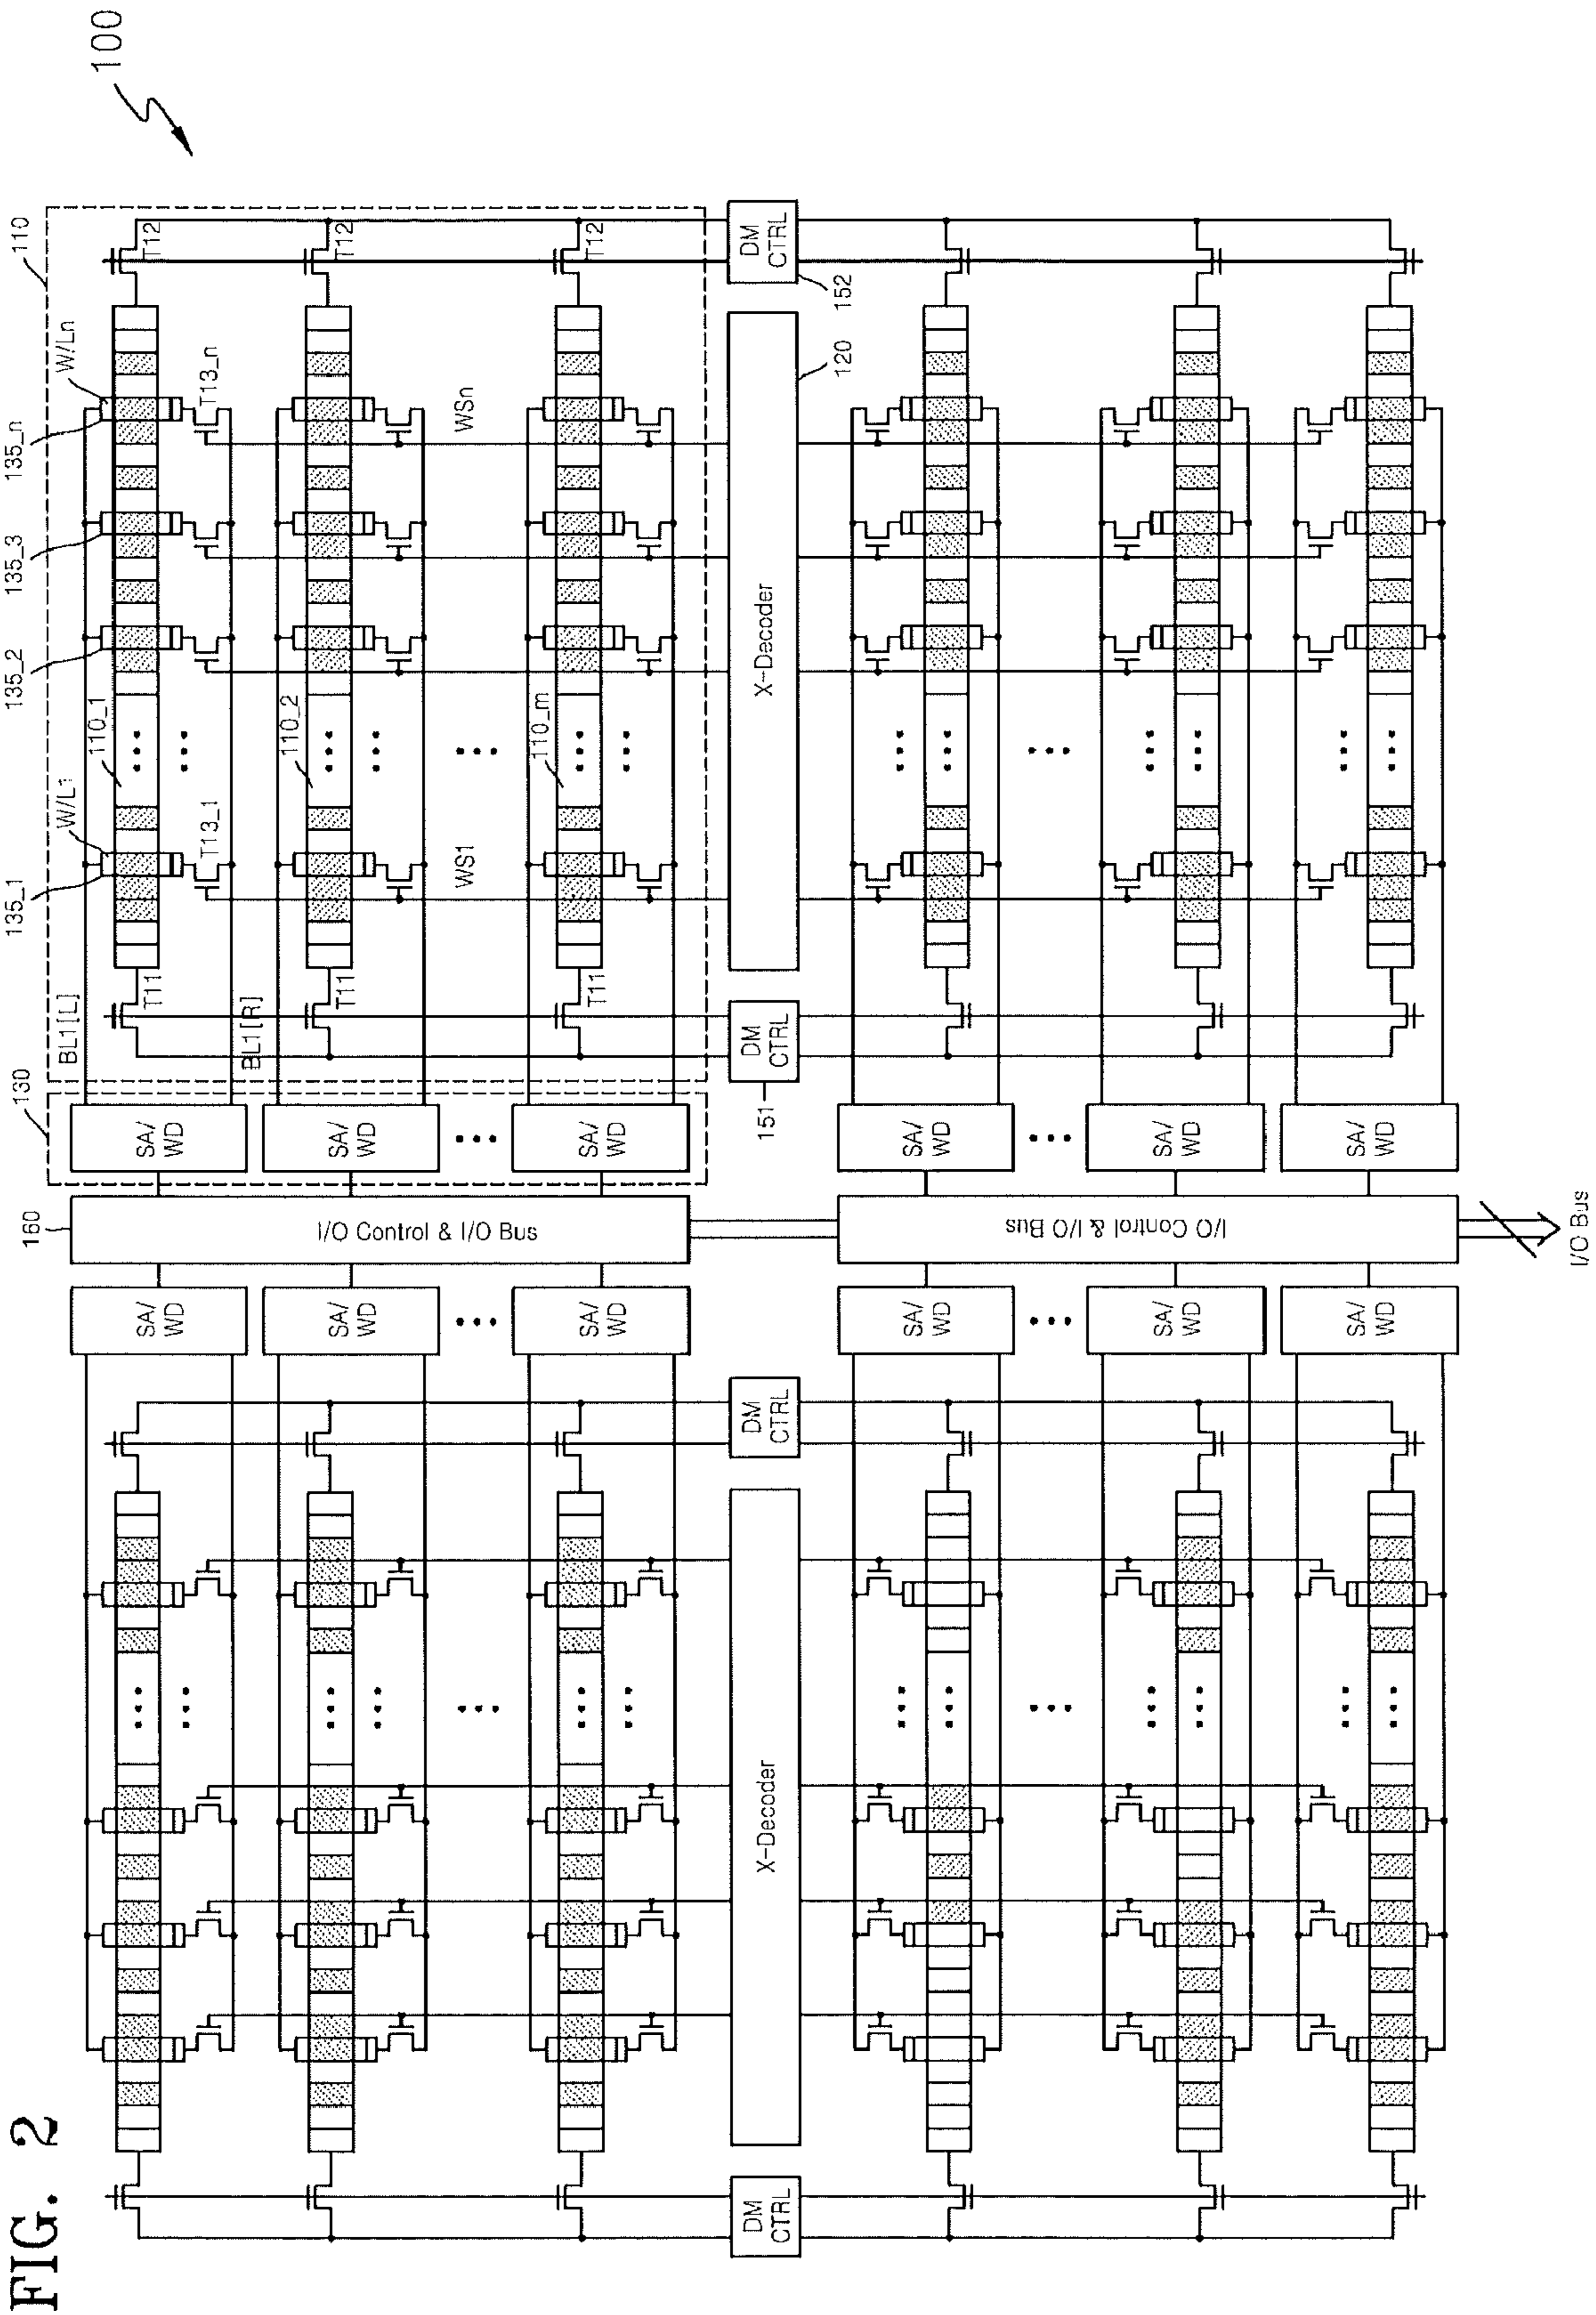 FIG. 2
100
110
130
160
135_1
135_2
135_3
135_n
W/L1
W/Ln
BL1[L]
BL1[R]
110_1
110_2
110_m
T11
T11
T11
T12
T12
T12
T13_1
T13_n
WS1
WSn
SA/
WD
SA/
WD
SA/
WD
SA/
WD
SA/
WD
SA/
WD
I/O Control & I/O Bus
DM
CTRL
X-Decoder
DM
CTRL
DM
CTRL
151
X-Decoder
120
DM
CTRL
152
SA/
WD
SA/
WD
SA/
WD
SA/
WD
SA/
WD
SA/
WD
I/O Control & I/O Bus
I/O Bus